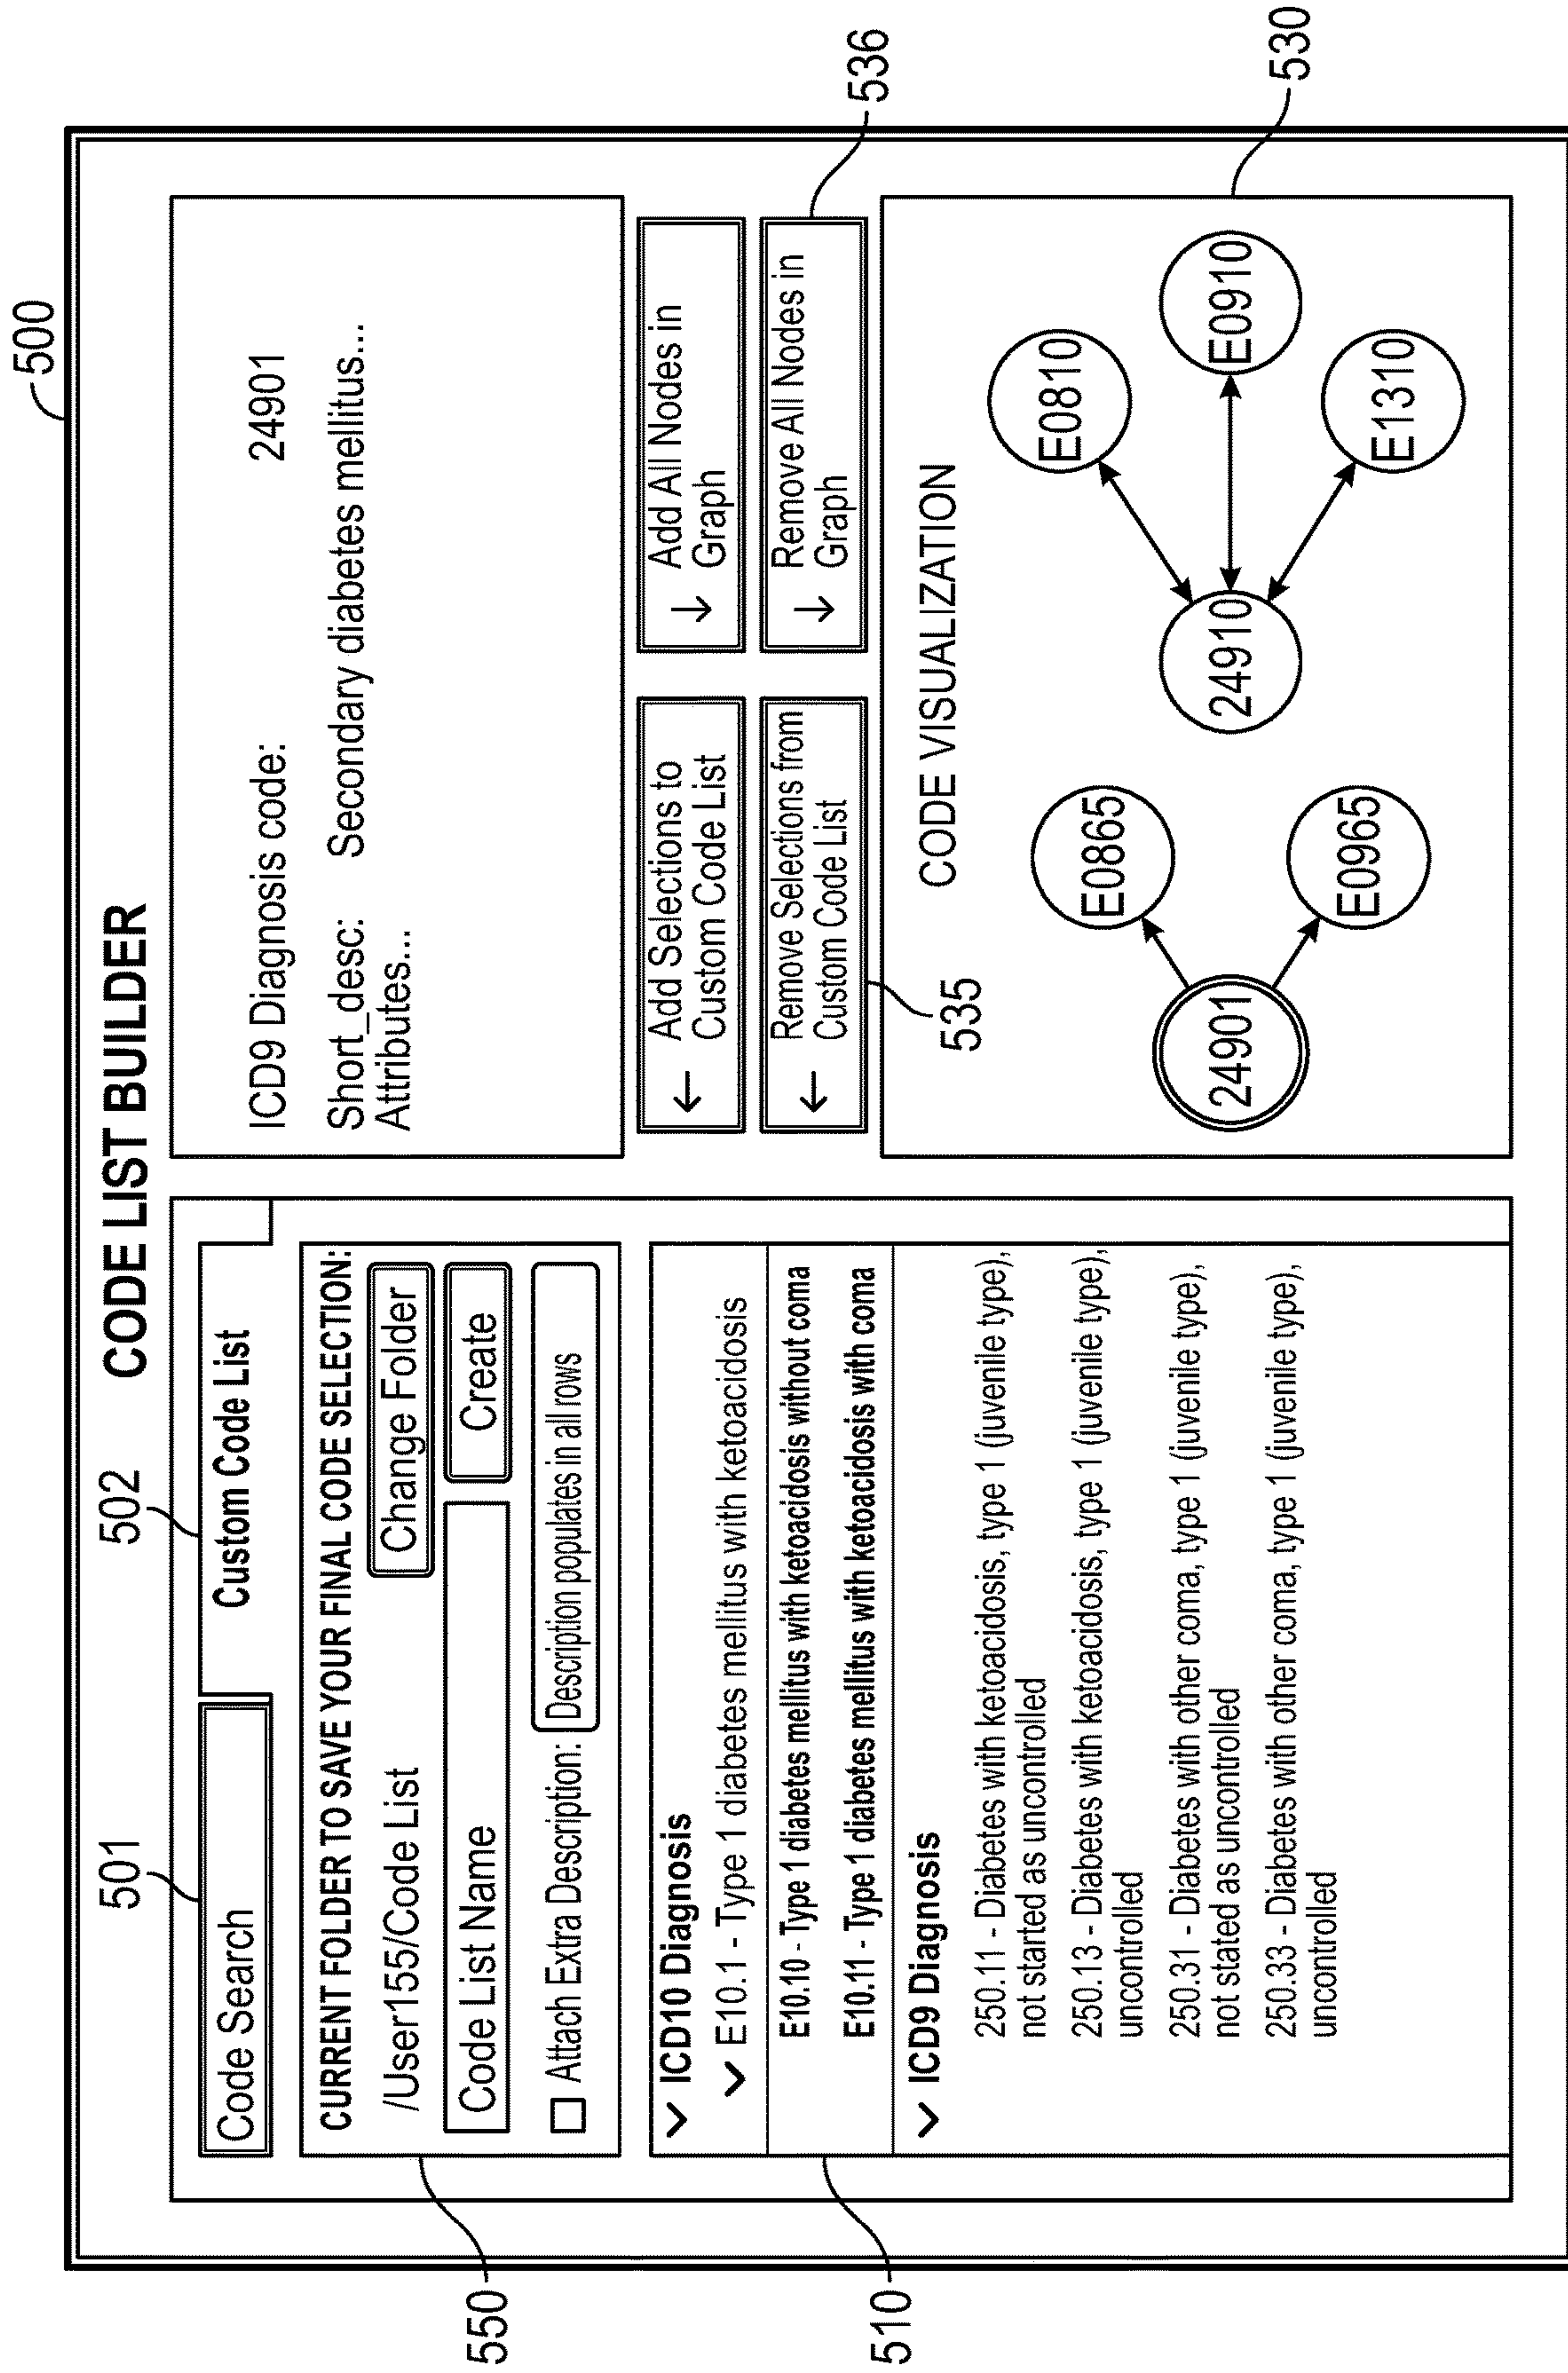 500
CODE LIST BUILDER
501
502
Code Search
Custom Code List
CURRENT FOLDER TO SAVE YOUR FINAL CODE SELECTION:
/User155/Code List
Change Folder
Code List Name
Create
Attach Extra Description:
Description populates in all rows
550
ICD10 Diagnosis
E10.1 - Type 1 diabetes mellitus with ketoacidosis
E10.10 - Type 1 diabetes mellitus with ketoacidosis without coma
E10.11 - Type 1 diabetes mellitus with ketoacidosis with coma
510
ICD9 Diagnosis
250.11 - Diabetes with ketoacidosis, type 1 (juvenile type),
not started as uncontrolled
250.13 - Diabetes with ketoacidosis, type 1 (juvenile type),
uncontrolled
250.31 - Diabetes with other coma, type 1 (juvenile type),
not stated as uncontrolled
250.33 - Diabetes with other coma, type 1 (juvenile type),
uncontrolled
ICD9 Diagnosis code: 24901
Short_desc: Secondary diabetes mellitus...
Attributes...
← Add Selections to
Custom Code List
↓ Add All Nodes in
Graph
← Remove Selections from
Custom Code List
↓ Remove All Nodes in
Graph
535
536
CODE VISUALIZATION
24901
E0865
E0965
24910
E0810
E0910
E1310
530